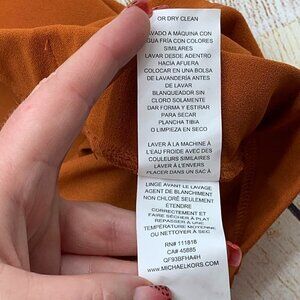 OR DRY CLEAN
LAVADO A MÁQUINA CON
AGUA FRÍA CON COLORES
SIMILARES
LAVAR DESDE ADENTRO
HACÍA AFUERA
COLOCAR EN UNA BOLSA
DE LAVANDERÍA ANTES
DE LAVAR
BLANQUEADOR SIN
CLORO SOLAMENTE
DAR FORMA Y ESTIRAR
PARA SECAR
PLANCHA TIBIA
O LIMPIEZA EN SECO
LAVER À LA MACHINE À
L'EAU FROIDE AVEC DES
COULEURS SIMILAIRES
LAVER À L'ENVERS
PLACER DANS UN SAC À
LINGE AVANT LE LAVAGE
AGENT DE BLANCHIMENT
NON CHLORÉ SEULEMENT
ÉTENDRE
CORRECTEMENT ET
FAIRE SÉCHER À PLAT
REPASSER À UNE
TEMPÉRATURE MOYENNE
OU NETTOYER À SEC
RN# 111818
CA# 45885
QF93BFHA4H
WWW.MICHAELKORS.COM